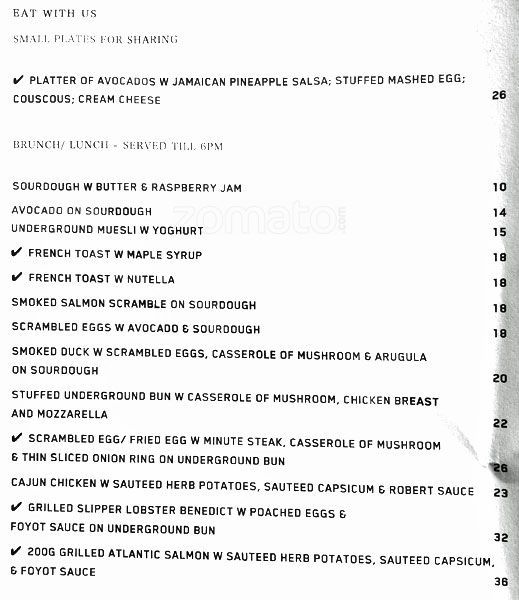 EAT WITH US
SMALL PLATES FOR SHARING
✔ PLATTER OF AVOCADOS W JAMAICAN PINEAPPLE SALSA; STUFFED MASHED EGG;
COUSCOUS; CREAM CHEESE 26
BRUNCH/ LUNCH - SERVED TILL 6PM
SOURDOUGH W BUTTER & RASPBERRY JAM 10
AVOCADO ON SOURDOUGH 14
UNDERGROUND MUESLI W YOGHURT 15
zomato.com
✔ FRENCH TOAST W MAPLE SYRUP 18
✔ FRENCH TOAST W NUTELLA 18
SMOKED SALMON SCRAMBLE ON SOURDOUGH 18
SCRAMBLED EGGS W AVOCADO & SOURDOUGH 18
SMOKED DUCK W SCRAMBLED EGGS, CASSEROLE OF MUSHROOM & ARUGULA
ON SOURDOUGH 20
STUFFED UNDERGROUND BUN W CASSEROLE OF MUSHROOM, CHICKEN BREAST
AND MOZZARELLA 22
✔ SCRAMBLED EGG/ FRIED EGG W MINUTE STEAK, CASSEROLE OF MUSHROOM
& THIN SLICED ONION RING ON UNDERGROUND BUN 26
CAJUN CHICKEN W SAUTEED HERB POTATOES, SAUTEED CAPSICUM & ROBERT SAUCE 23
✔ GRILLED SLIPPER LOBSTER BENEDICT W POACHED EGGS &
FOYOT SAUCE ON UNDERGROUND BUN 32
✔ 200G GRILLED ATLANTIC SALMON W SAUTEED HERB POTATOES, SAUTEED CAPSICUM,
& FOYOT SAUCE 36